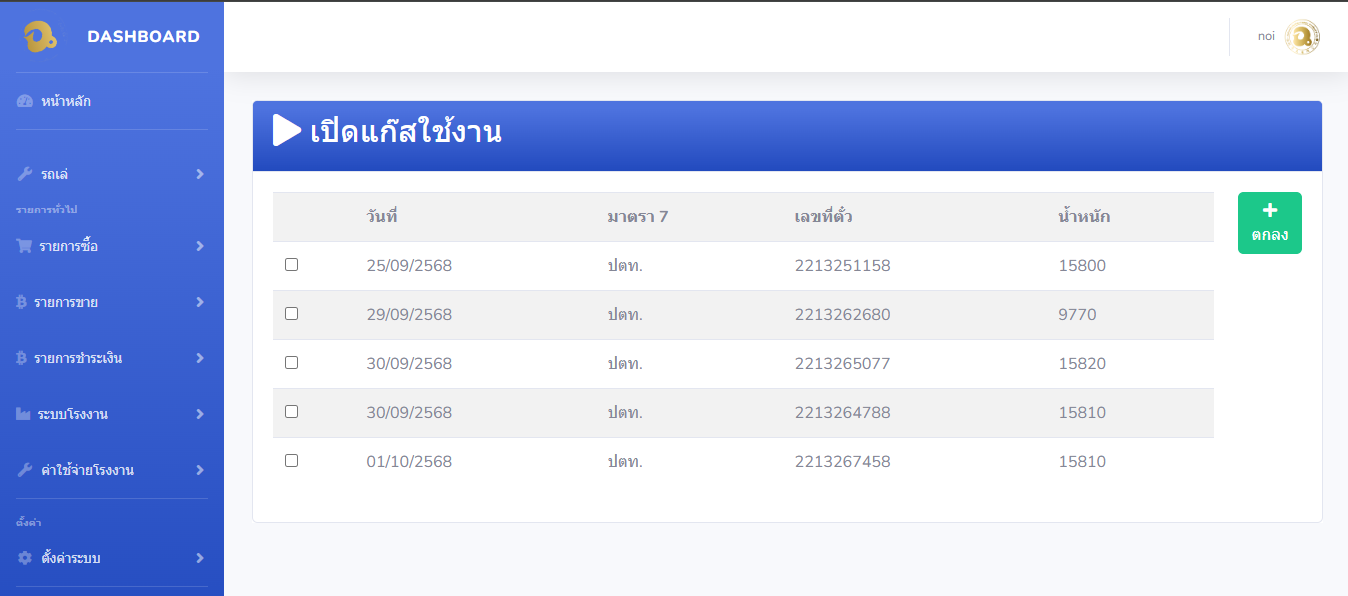 DASHBOARD
noi
หน้าหลัก
รถเล่
รายการทั่วไป
รายการซื้อ
รายการขาย
รายการชำระเงิน
ระบบโรงงาน
ค่าใช้จ่ายโรงงาน
ตั้งค่า
ตั้งค่าระบบ
เปิดแก๊สใช้งาน
วันที่ มาตรา 7 เลขที่ตั๋ว น้ำหนัก
25/09/2568 ปตท. 2213251158 15800
29/09/2568 ปตท. 2213262680 9770
30/09/2568 ปตท. 2213265077 15820
30/09/2568 ปตท. 2213264788 15810
01/10/2568 ปตท. 2213267458 15810
ตกลง